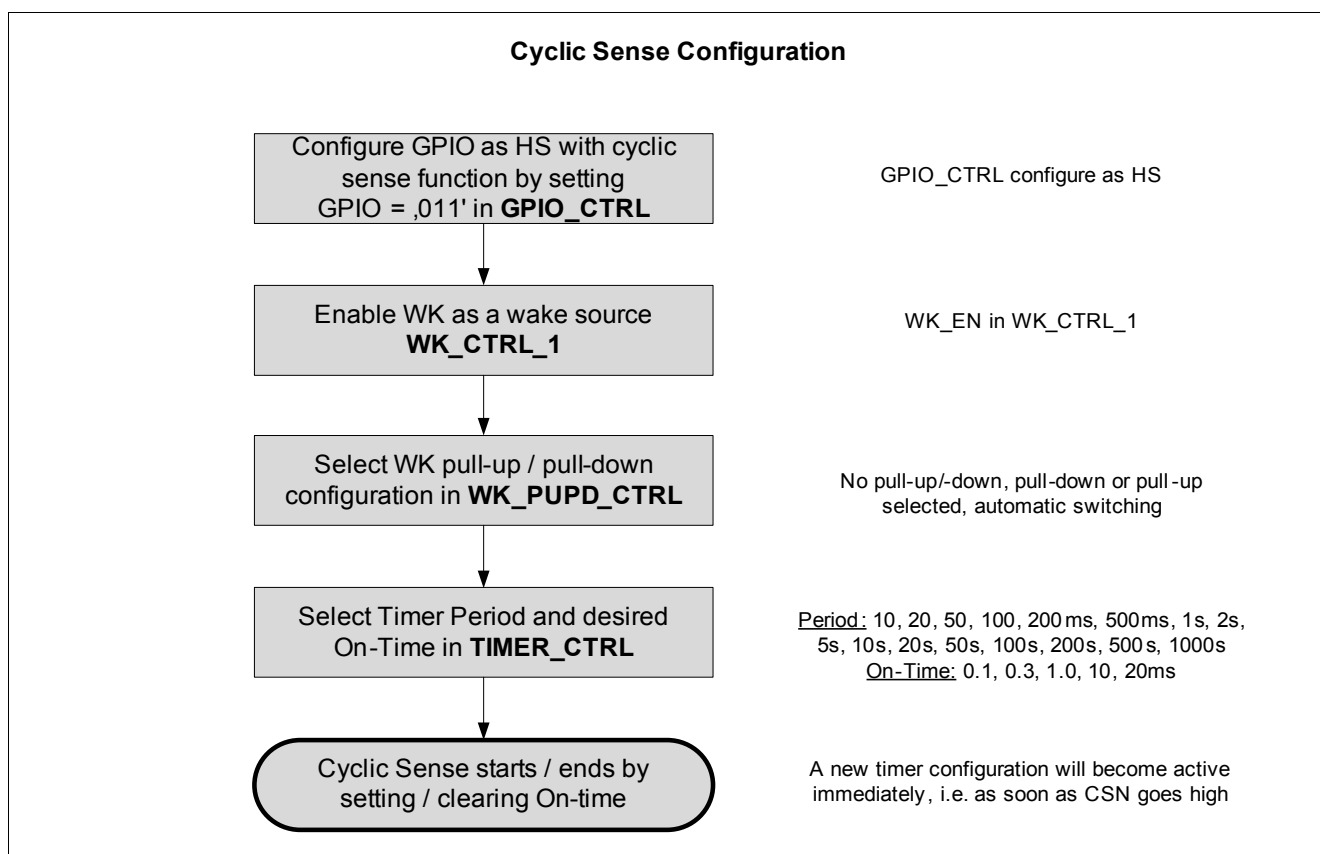 Cyclic Sense Configuration
Configure GPIO as HS with cyclic
sense function by setting
GPIO = ‚011' in GPIO_CTRL
GPIO_CTRL configure as HS
Enable WK as a wake source
WK_CTRL_1
WK_EN in WK_CTRL_1
Select WK pull-up / pull-down
configuration in WK_PUPD_CTRL
No pull-up/-down, pull-down or pull-up
selected, automatic switching
Select Timer Period and desired
On-Time in TIMER_CTRL
Period: 10, 20, 50, 100, 200ms, 500ms, 1s, 2s,
5s, 10s, 20s, 50s, 100s, 200s, 500s, 1000s
On-Time: 0.1, 0.3, 1.0, 10, 20ms
Cyclic Sense starts / ends by
setting / clearing On-time
A new timer configuration will become active
immediately, i.e. as soon as CSN goes high